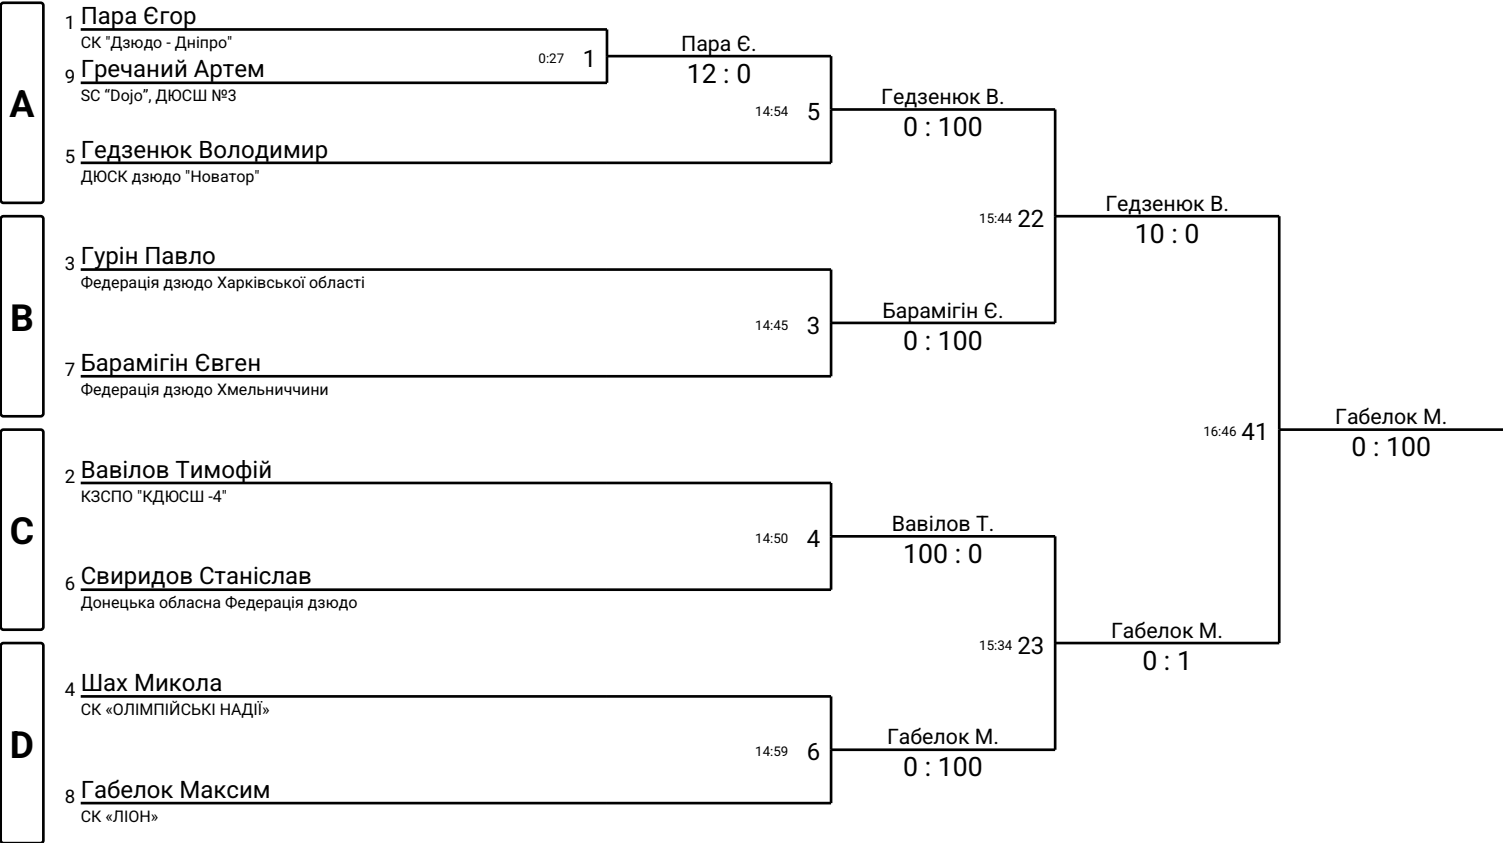 A
1 Пара Єгор
СК "Дзюдо - Дніпро"
9 Гречаний Артем
SC “Dojo”, ДЮСШ №3
0:27 1
Пара Є.
12 : 0
5 Гедзенюк Володимир
ДЮСК дзюдо "Новатор"
14:54 5
Гедзенюк В.
0 : 100
B
3 Гурін Павло
Федерація дзюдо Харківської області
7 Барамігін Євген
Федерація дзюдо Хмельниччини
14:45 3
Барамігін Є.
0 : 100
15:44 22
Гедзенюк В.
10 : 0
C
2 Вавілов Тимофій
КЗСПО "КДЮСШ -4"
6 Свиридов Станіслав
Донецька обласна Федерація дзюдо
14:50 4
Вавілов Т.
100 : 0
D
4 Шах Микола
СК «ОЛІМПІЙСЬКІ НАДІЇ»
8 Габелок Максим
СК «ЛІОН»
14:59 6
Габелок М.
0 : 100
15:34 23
Габелок М.
0 : 1
16:46 41
Габелок М.
0 : 100